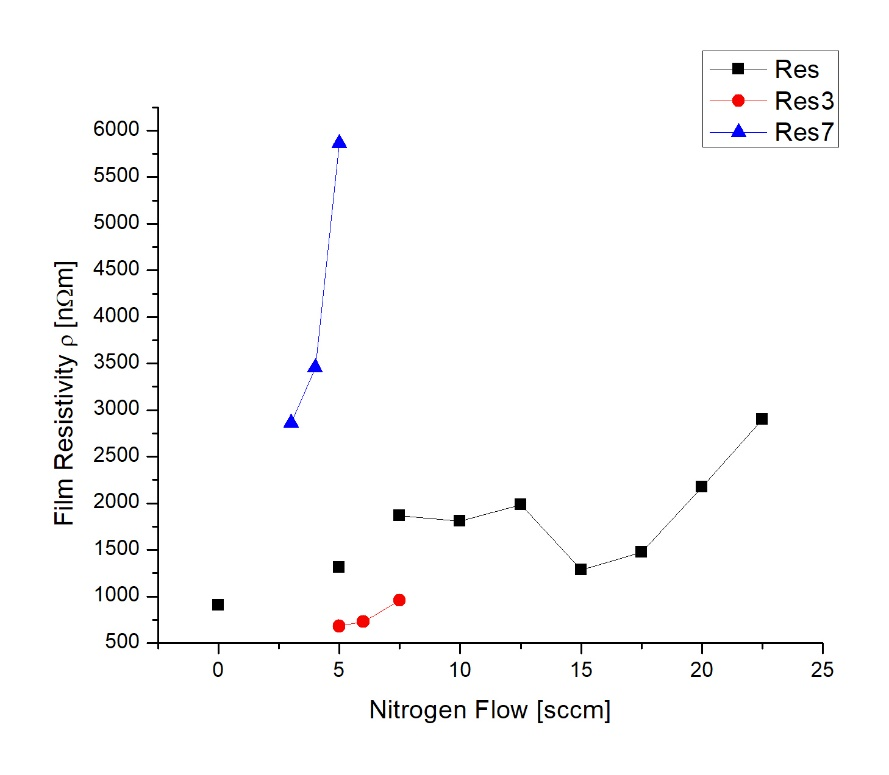 Res
Res3
Res7
6000
5500
5000
4500
4000
3500
3000
2500
2000
1500
1000
500
Film Resistivity ρ [nΩm]
0 5 10 15 20 25
Nitrogen Flow [sccm]